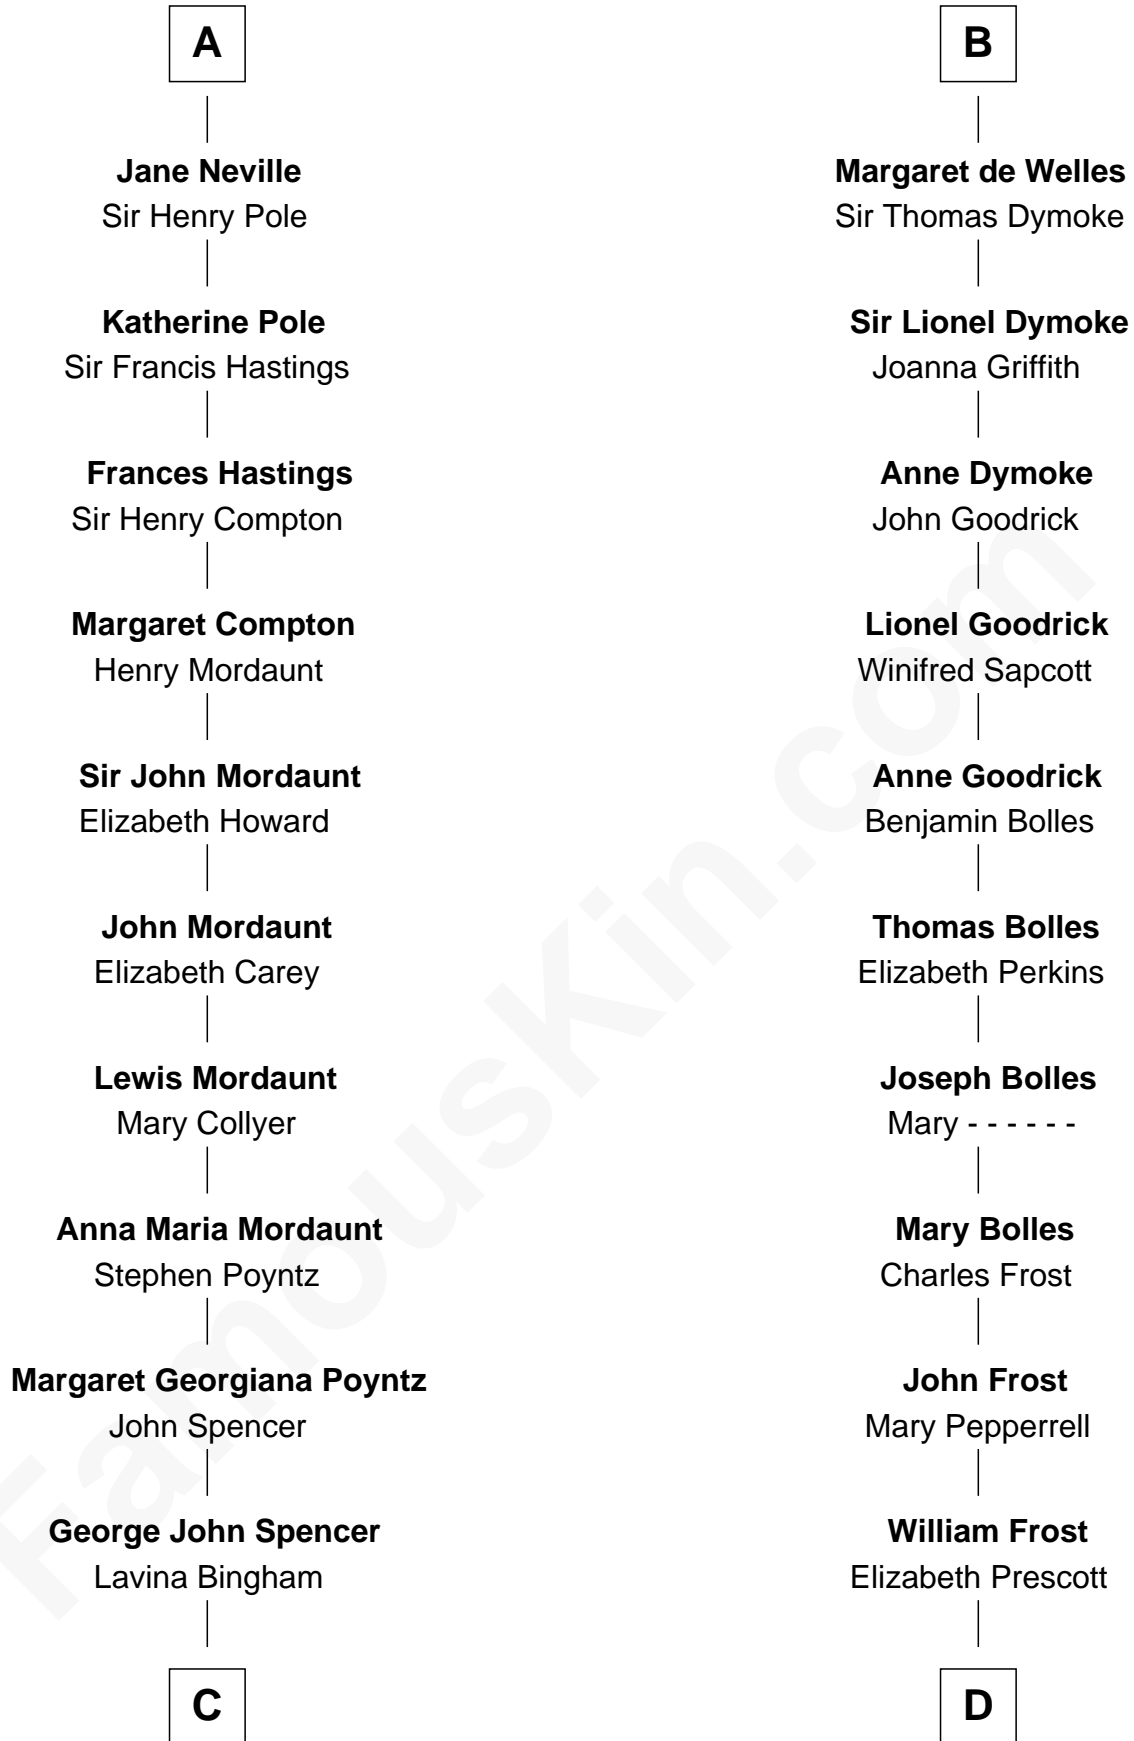 A
Jane Neville
Sir Henry Pole
Katherine Pole
Sir Francis Hastings
Frances Hastings
Sir Henry Compton
Margaret Compton
Henry Mordaunt
Sir John Mordaunt
Elizabeth Howard
John Mordaunt
Elizabeth Carey
Lewis Mordaunt
Mary Collyer
Anna Maria Mordaunt
Stephen Poyntz
Margaret Georgiana Poyntz
John Spencer
George John Spencer
Lavina Bingham
C
B
Margaret de Welles
Sir Thomas Dymoke
Sir Lionel Dymoke
Joanna Griffith
Anne Dymoke
John Goodrick
Lionel Goodrick
Winifred Sapcott
Anne Goodrick
Benjamin Bolles
Thomas Bolles
Elizabeth Perkins
Joseph Bolles
Mary - - - - - -
Mary Bolles
Charles Frost
John Frost
Mary Pepperrell
William Frost
Elizabeth Prescott
D
FamousKin.com